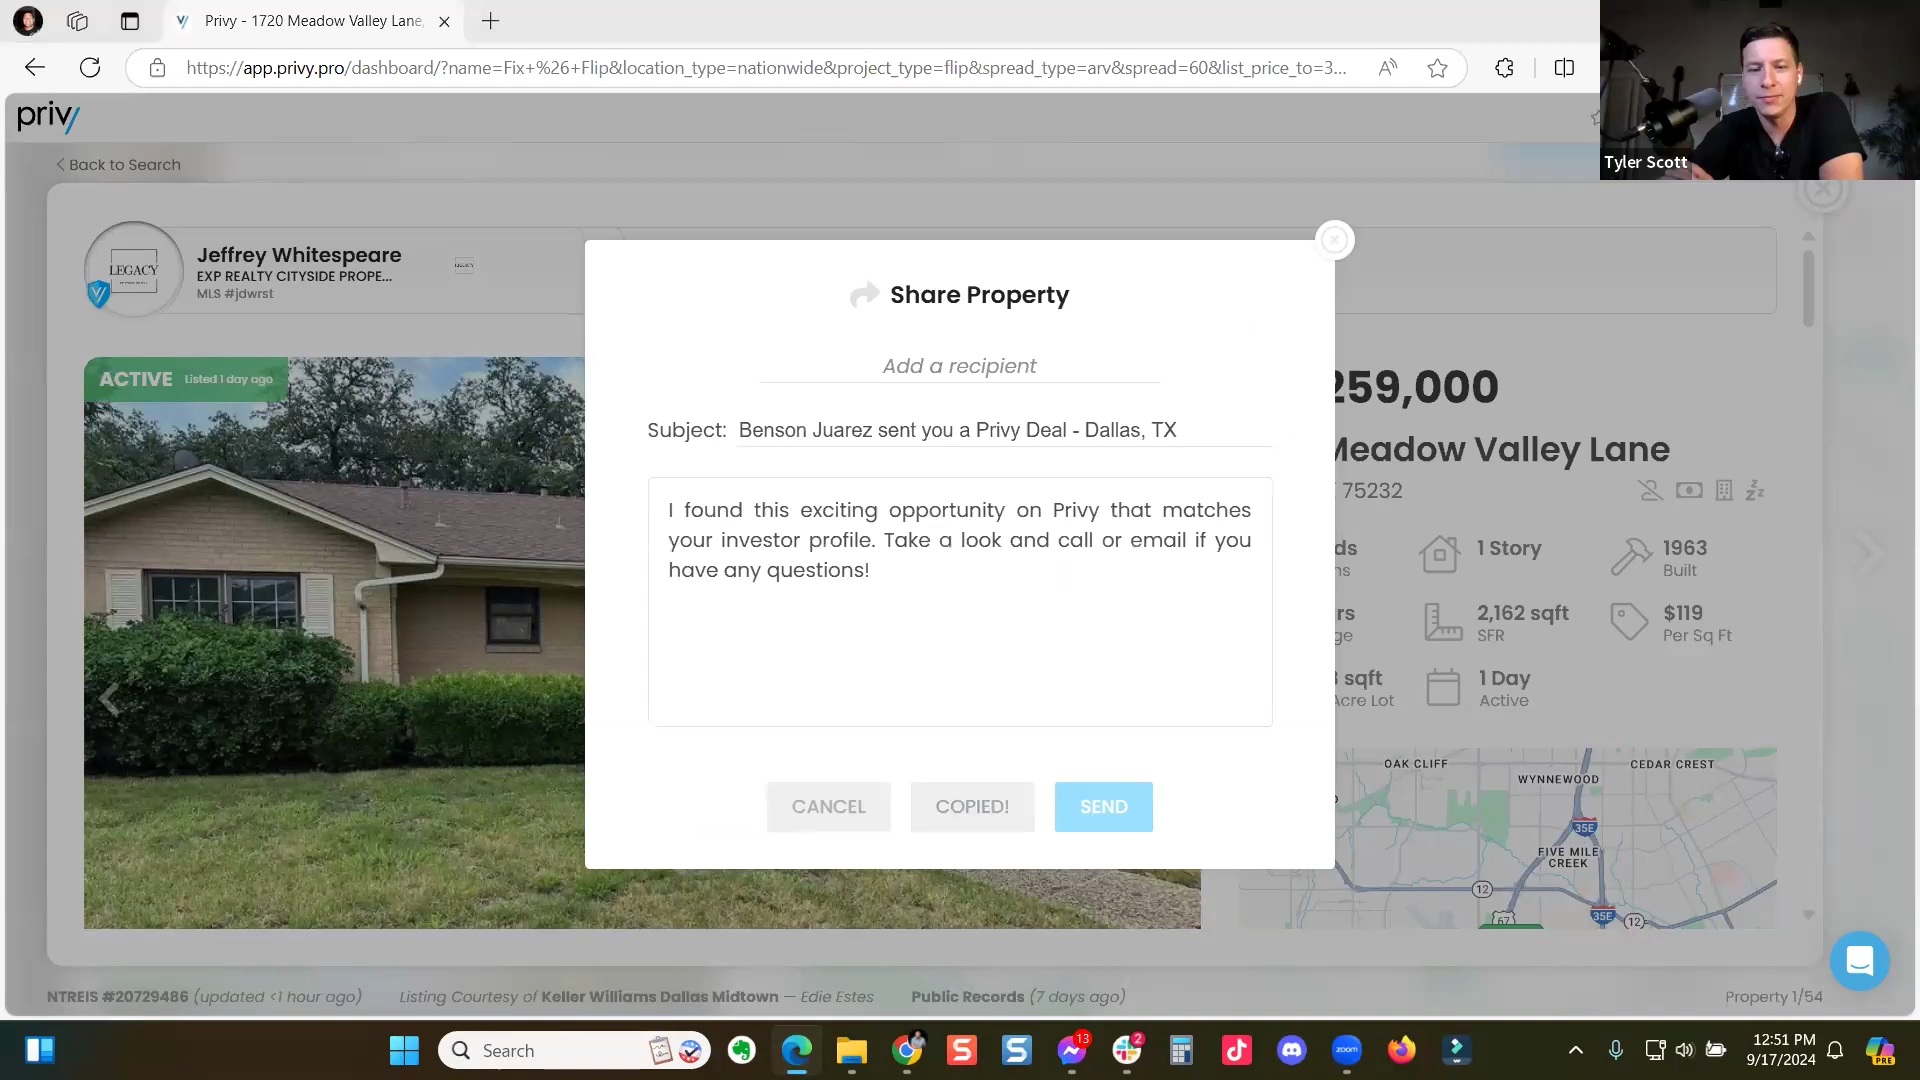 Privy - 1720 Meadow Valley Lane,
https://app.privy.pro/dashboard/?name=Fix+%26+Flip&location_type=nationwide&project_type=flip&spread_type=arv&spread=60&list_price_to=3...
Tyler Scott
privy
Back to Search
Jeffrey Whitespeare
EXP REALTY CITYSIDE PROPE...
MLS #jdwrst
LEGACY
ACTIVE Listed 1 day ago
Share Property
Add a recipient
Subject: Benson Juarez sent you a Privy Deal - Dallas, TX
I found this exciting opportunity on Privy that matches
your investor profile. Take a look and call or email if you
have any questions!
CANCEL
COPIED!
SEND
259,000
Meadow Valley Lane
75232
1 Story
1963
Built
2,162 sqft
SFR
$119
Per Sq Ft
sqft
Acre Lot
1 Day
Active
OAK CLIFF
WYNNEWOOD
CEDAR CREST
35E
FIVE MILE
CREEK
12
67
35E
12
NTREIS #20729486 (updated <1 hour ago)
Listing Courtesy of Keller Williams Dallas Midtown — Edie Estes
Public Records (7 days ago)
Property 1/54
Search
13
2
zoom
12:51 PM
9/17/2024
PRE